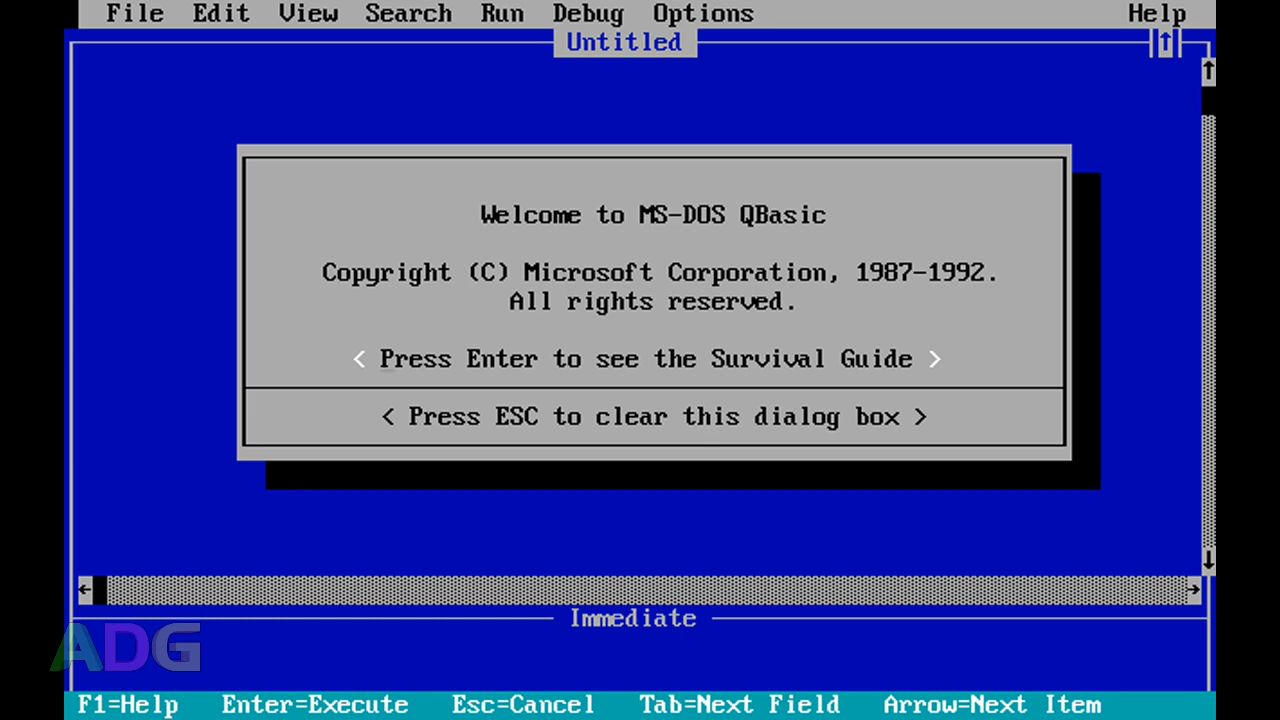 File Edit View Search Run Debug Options Help
Untitled
Welcome to MS-DOS QBasic
Copyright (C) Microsoft Corporation, 1987-1992.
All rights reserved.
< Press Enter to see the Survival Guide >
< Press ESC to clear this dialog box >
Immediate
ADG
F1=Help Enter=Execute Esc=Cancel Tab=Next Field Arrow=Next Item